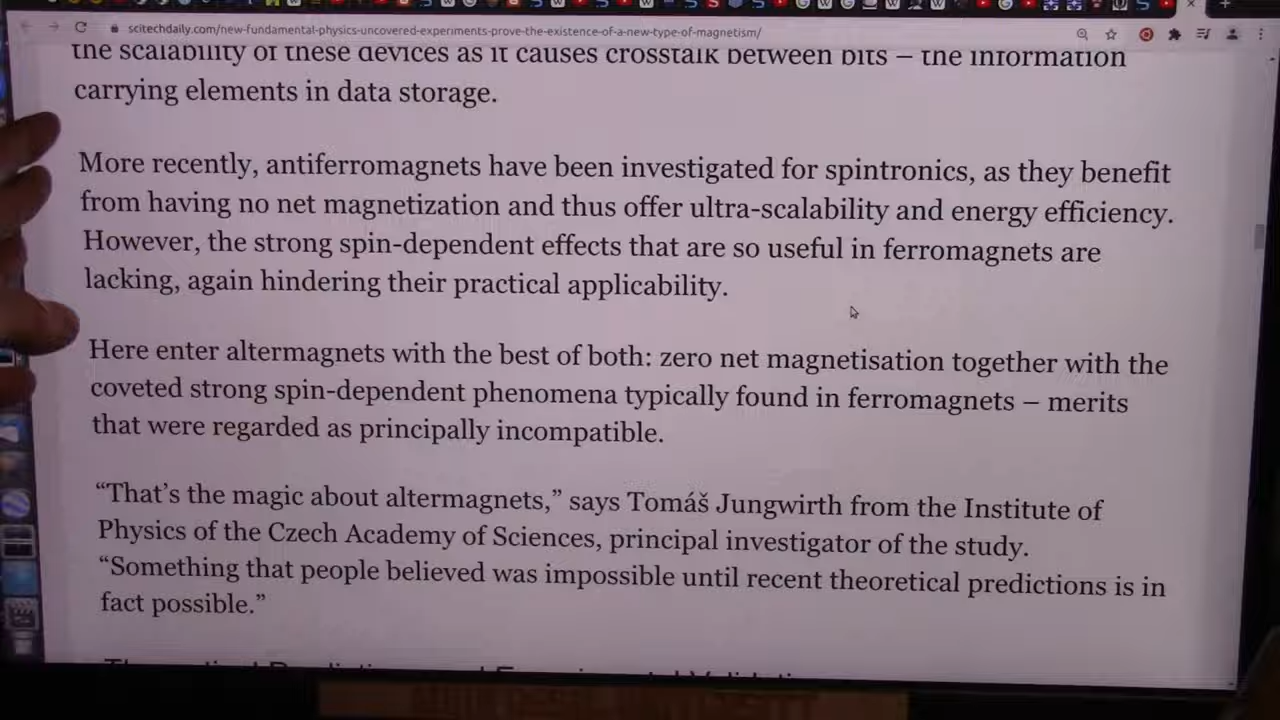 scitechdaily.com/new-fundamental-physics-uncovered-experiments-prove-the-existence-of-a-new-type-of-magnetism/
the scalability of these devices as it causes crosstalk between bits – the information
carrying elements in data storage.
More recently, antiferromagnets have been investigated for spintronics, as they benefit
from having no net magnetization and thus offer ultra-scalability and energy efficiency.
However, the strong spin-dependent effects that are so useful in ferromagnets are
lacking, again hindering their practical applicability.
Here enter altermagnets with the best of both: zero net magnetisation together with the
coveted strong spin-dependent phenomena typically found in ferromagnets – merits
that were regarded as principally incompatible.
“That’s the magic about altermagnets,” says Tomáš Jungwirth from the Institute of
Physics of the Czech Academy of Sciences, principal investigator of the study.
“Something that people believed was impossible until recent theoretical predictions is in
fact possible.”